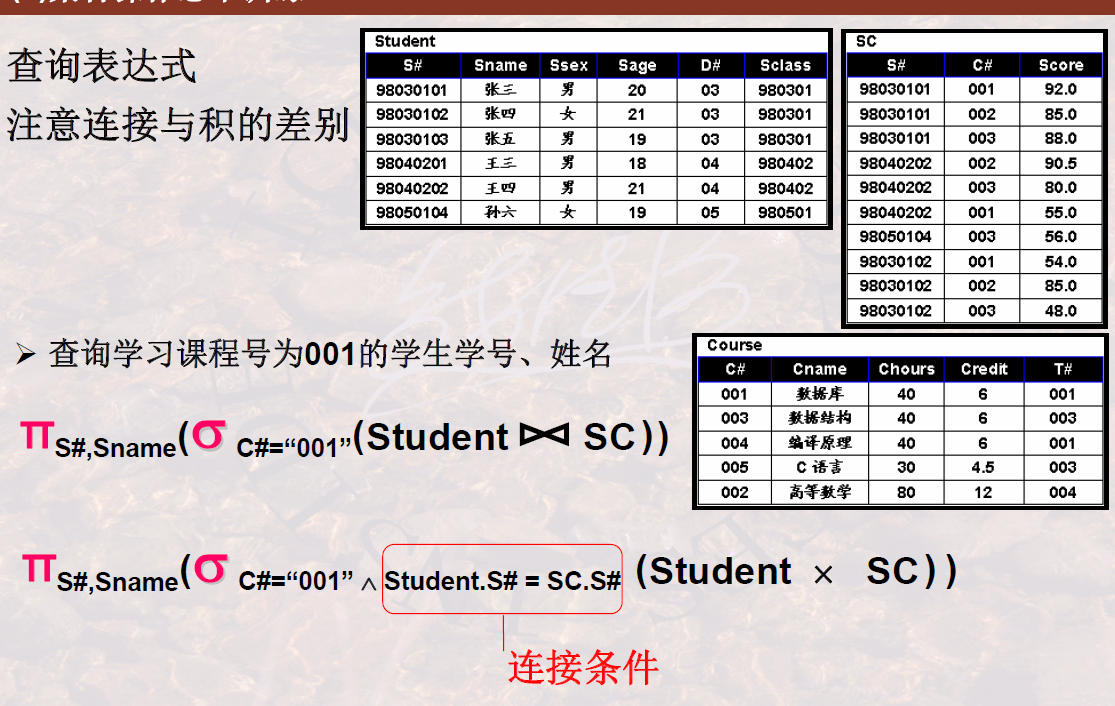 查询表达式
注意连接与积的差别
Student
S# Sname Ssex Sage D# Sclass
98030101 张三 男 20 03 980301
98030102 张四 女 21 03 980301
98030103 张五 男 19 03 980301
98040201 王三 男 18 04 980402
98040202 王四 男 21 04 980402
98050104 孙六 女 19 05 980501
SC
S# C# Score
98030101 001 92.0
98030101 002 85.0
98030101 003 88.0
98040202 002 90.5
98040202 003 80.0
98040202 001 55.0
98050104 003 56.0
98030102 001 54.0
98030102 002 85.0
98030102 003 48.0
➢ 查询学习课程号为001的学生学号、姓名
Course
C# Cname Chours Credit T#
001 数据库 40 6 001
003 数据结构 40 6 003
004 编译原理 40 6 001
005 C 语言 30 4.5 003
002 高等数学 80 12 004
π S#,Sname(σ C#=“001”(Student ⋈ SC))
π S#,Sname(σ C#=“001” ∧ Student.S# = SC.S# (Student × SC))
连接条件